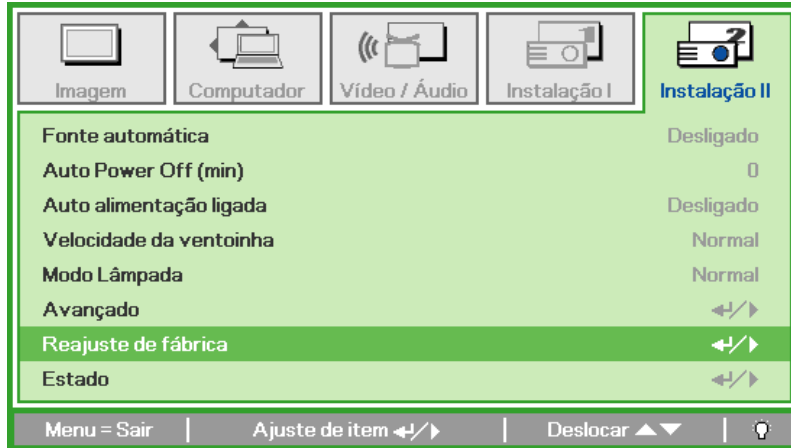 Imagem Computador Vídeo / Áudio Instalação I Instalação II
Fonte automática Desligado
Auto Power Off (min) 0
Auto alimentação ligada Desligado
Velocidade da ventoinha Normal
Modo Lâmpada Normal
Avançado
Reajuste de fábrica
Estado
Menu = Sair Ajuste de item Deslocar